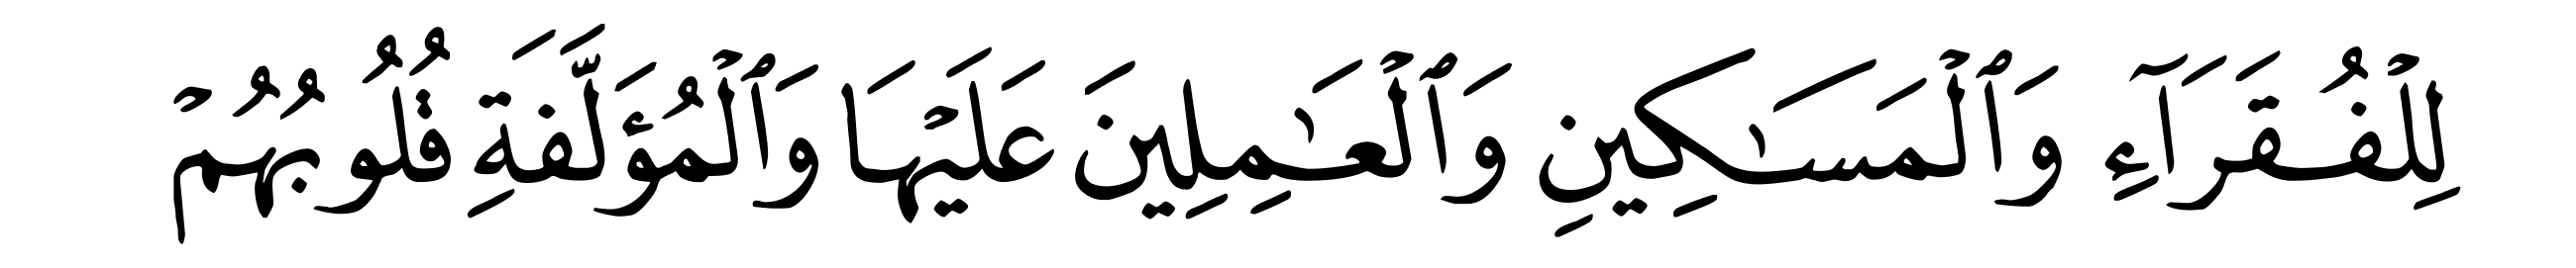 لِلْفُقَرَآءِ وَٱلْمَسَـٰكِينِ وَٱلْعَـٰمِلِينَ عَلَيْهَا وَٱلْمُؤَلَّفَةِ قُلُوبُهُمْ